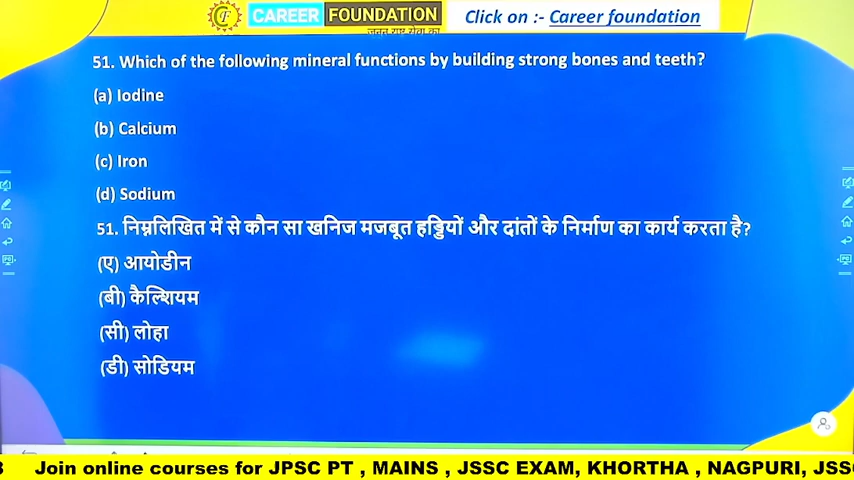 CAREER FOUNDATION
Click on :- Career foundation
51. Which of the following mineral functions by building strong bones and teeth?
(a) Iodine
(b) Calcium
(c) Iron
(d) Sodium
51. निम्नलिखित में से कौन सा खनिज मजबूत हड्डियों और दांतों के निर्माण का कार्य करता है?
(ए) आयोडीन
(बी) कैल्शियम
(सी) लोहा
(डी) सोडियम
Join online courses for JPSC PT , MAINS , JSSC EXAM, KHORTHA , NAGPURI,